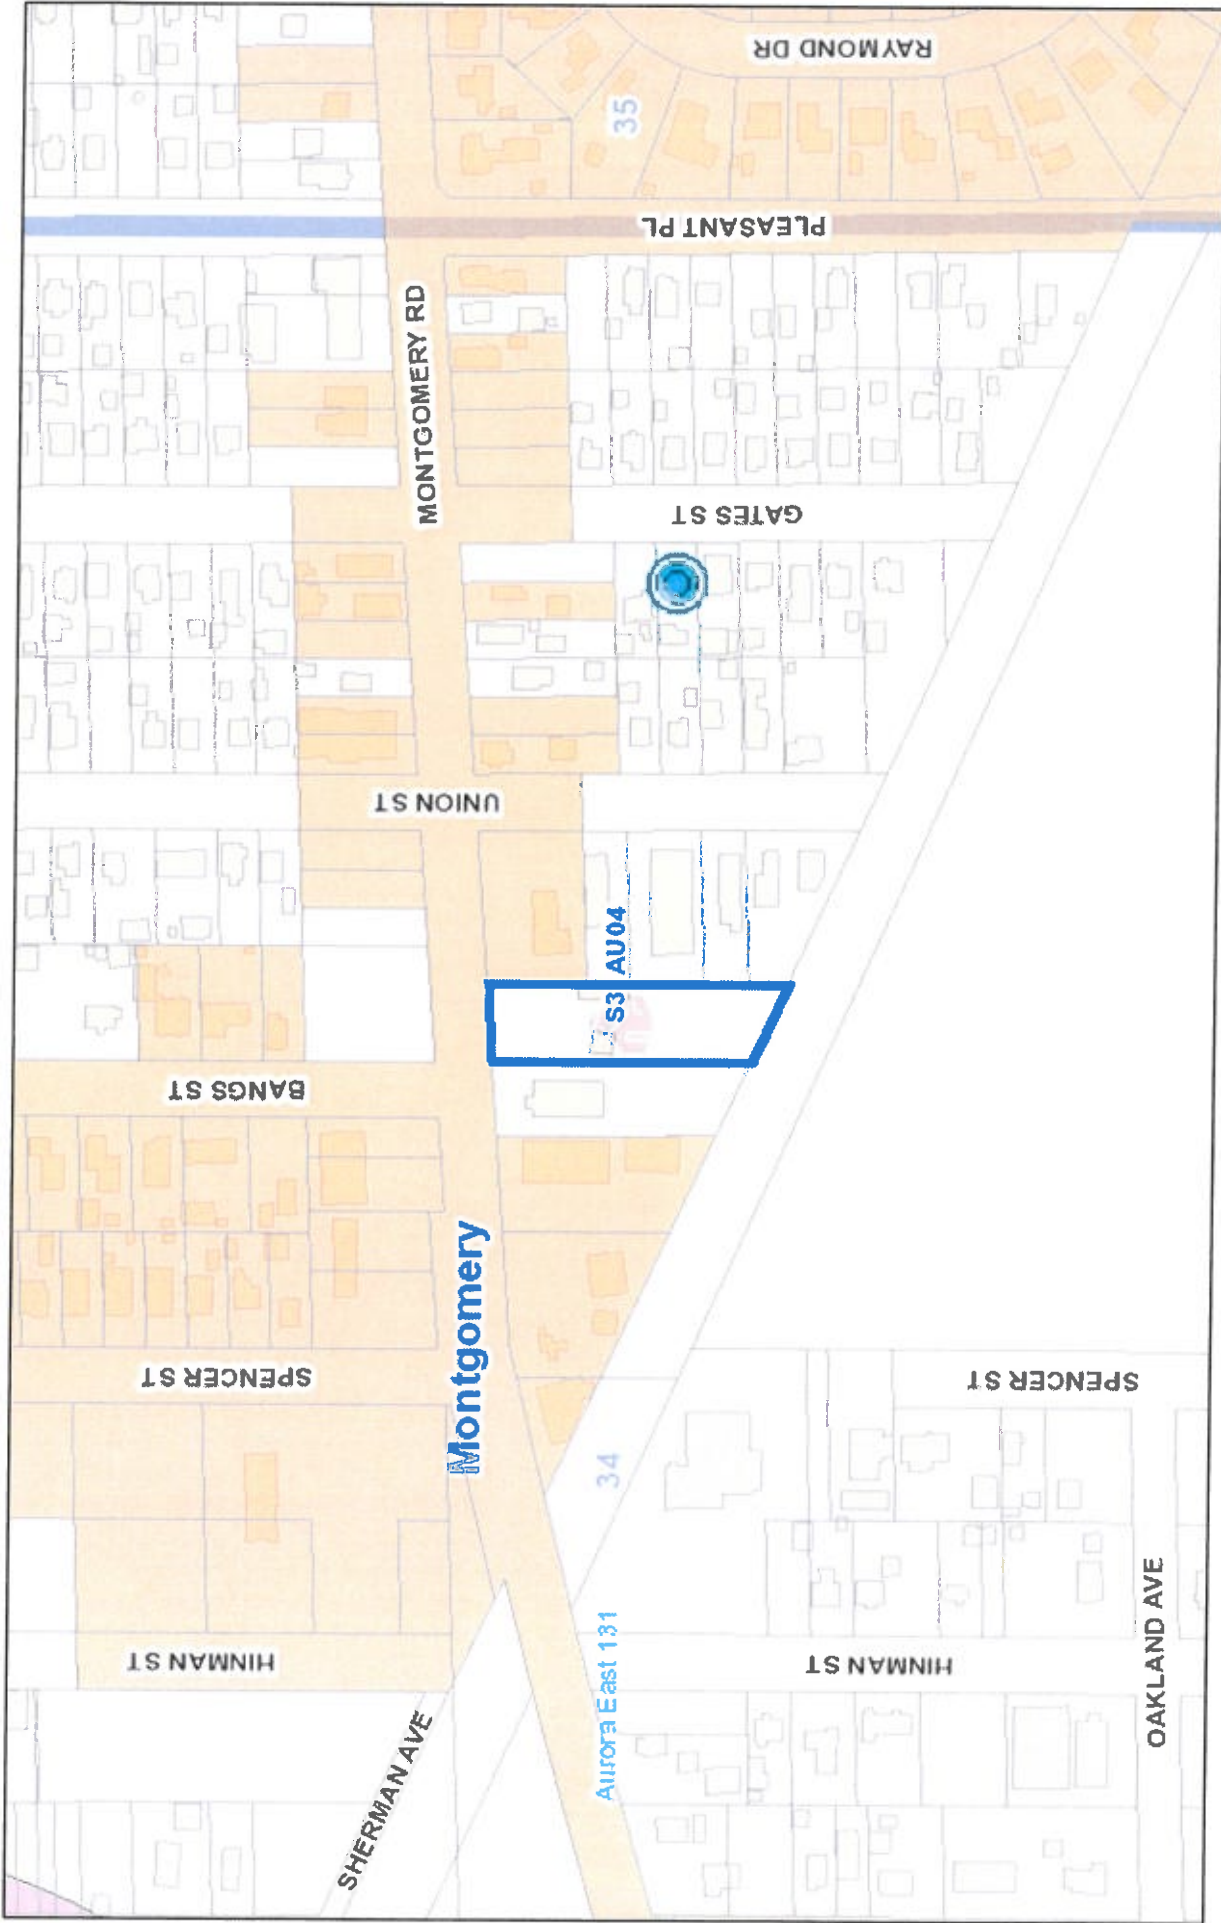 RAYMOND DR
35
PLEASANT PL
MONTGOMERY RD
GATES ST
UNION ST
S3 AU04
BANGS ST
Montgomery
SPENCER ST
SPENCER ST
34
HINMAN ST
HINMAN ST
Aurora East 131
SHERMAN AVE
OAKLAND AVE